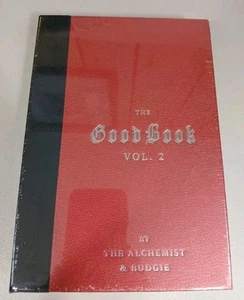 THE
Good Book
VOL. 2
BY
THE ALCHEMIST
& BUDGIE